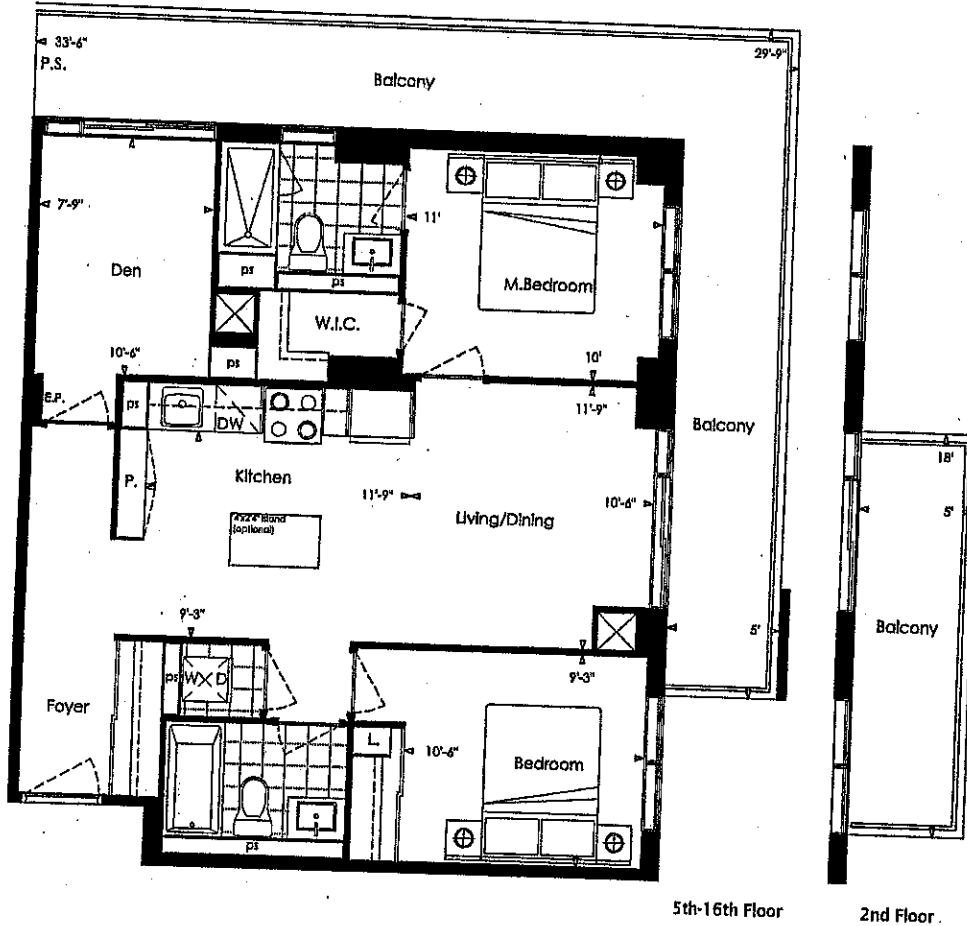 33'-6"
29'-9"
P.S.
Balcony
7'-9"
11'
Den
ps
ps
M.Bedroom
W.I.C.
10'-6"
ps
10'
11'-9"
E.P.
ps
DW
Balcony
18'
P.
Kitchen
11'-9"
10'-6"
5'
Living/Dining
(optional)
9'-3"
5'
Balcony
ps
W
D
9'-3"
Foyer
L.
10'-6"
Bedroom
ps
5th-16th Floor
2nd Floor